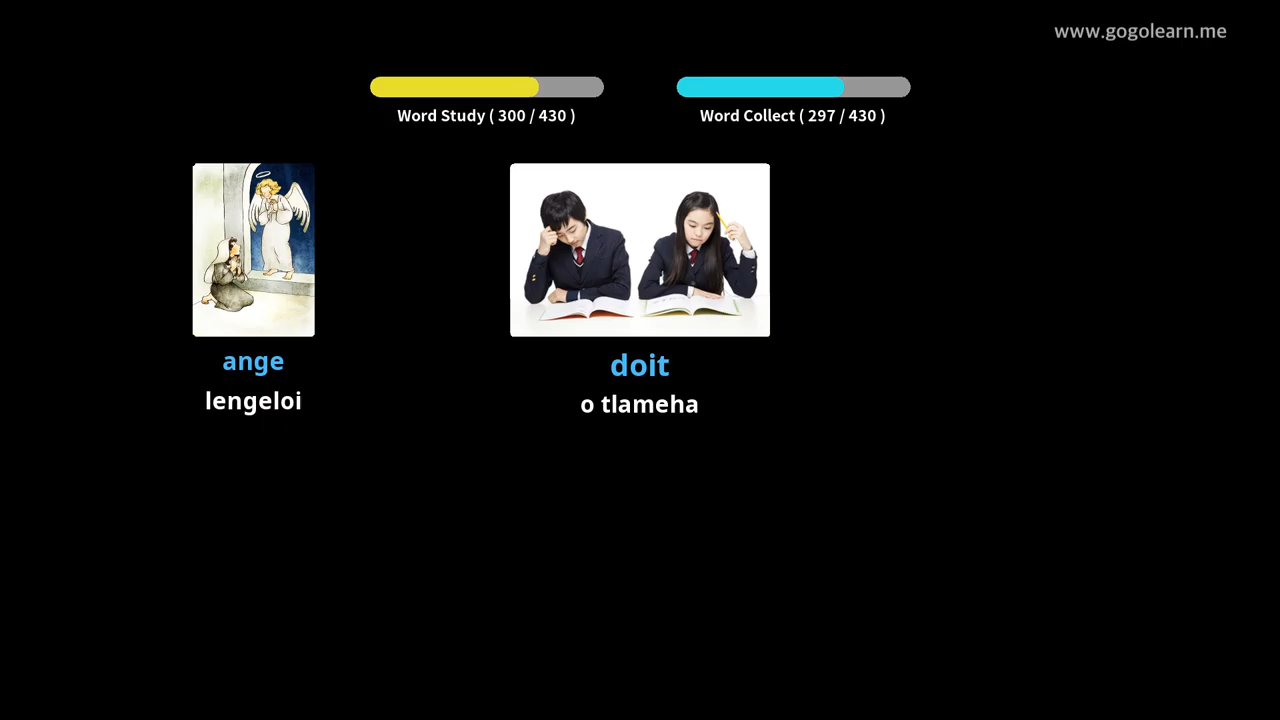 www.gogolearn.me
Word Study ( 300 / 430 )
Word Collect ( 297 / 430 )
ange
lengeloi
doit
o tlameha